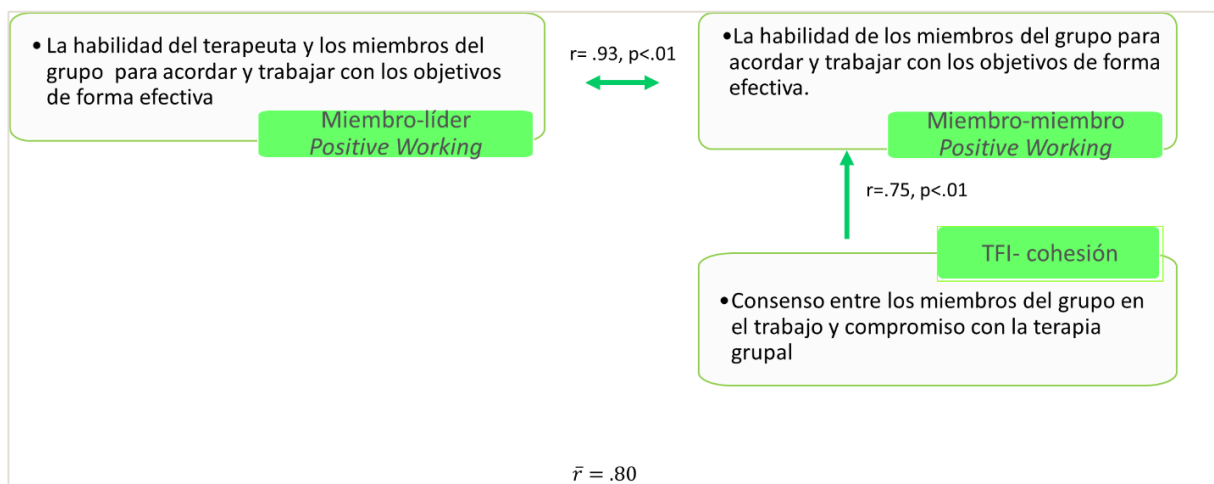 • La habilidad del terapeuta y los miembros del
grupo para acordar y trabajar con los objetivos
de forma efectiva
Miembro-líder
Positive Working
r= .93, p<.01
•La habilidad de los miembros del grupo para
acordar y trabajar con los objetivos de forma
efectiva.
Miembro-miembro
Positive Working
r=.75, p<.01
TFI- cohesión
•Consenso entre los miembros del grupo en
el trabajo y compromiso con la terapia
grupal
r̄ = .80